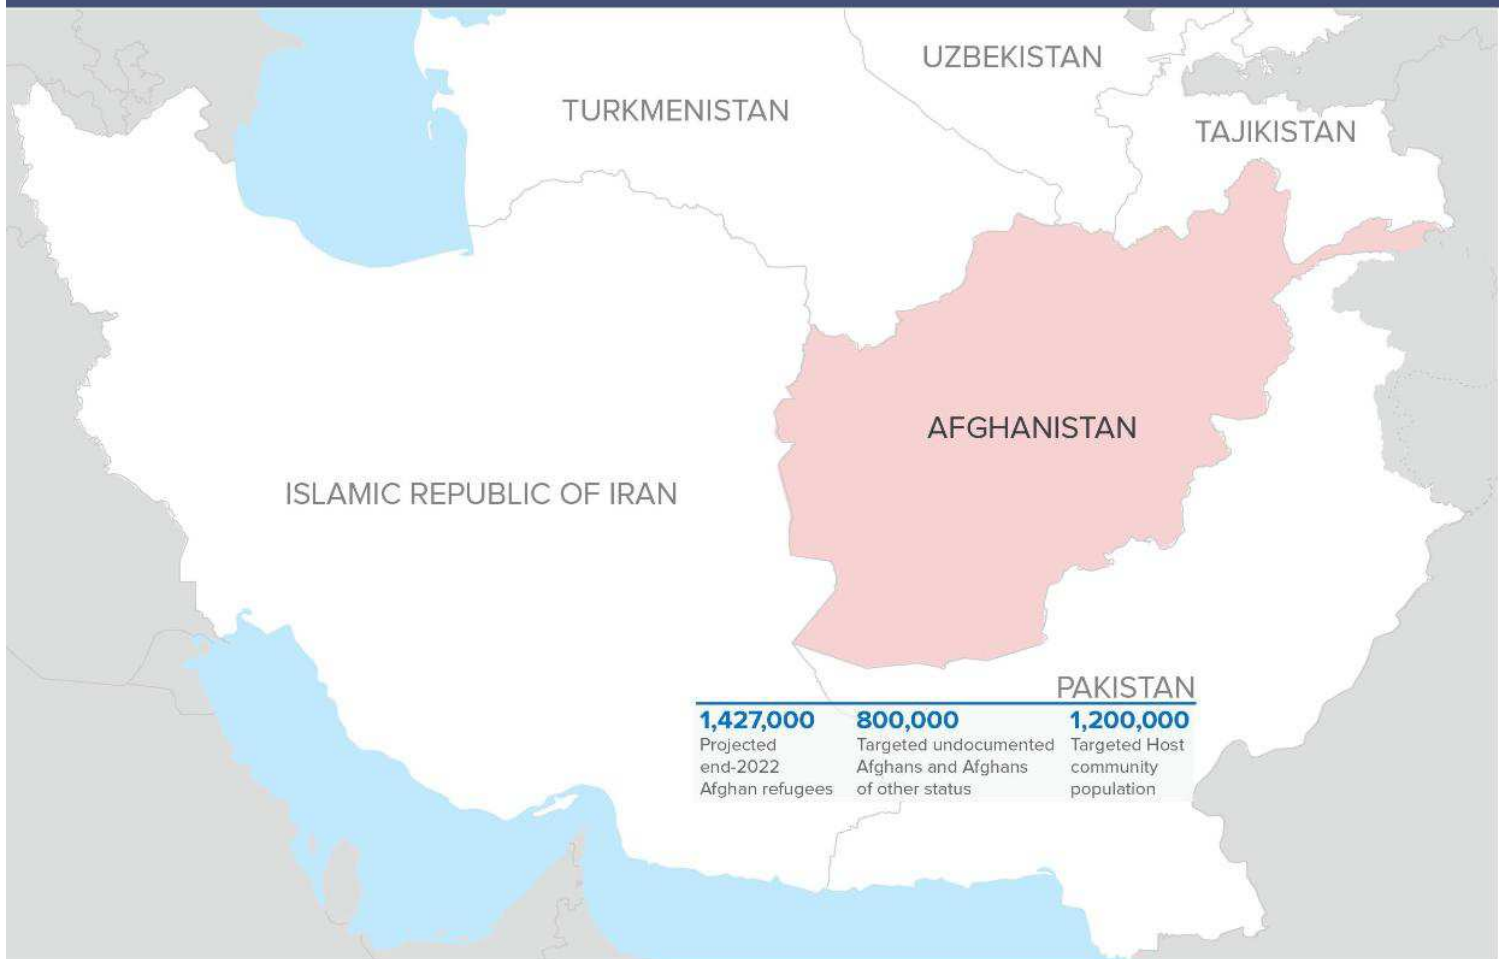 UZBEKISTAN
TURKMENISTAN
TAJIKISTAN
AFGHANISTAN
ISLAMIC REPUBLIC OF IRAN
PAKISTAN
1,427,000
Projected
end-2022
Afghan refugees
800,000
Targeted undocumented
Afghans and Afghans
of other status
1,200,000
Targeted Host
community
population